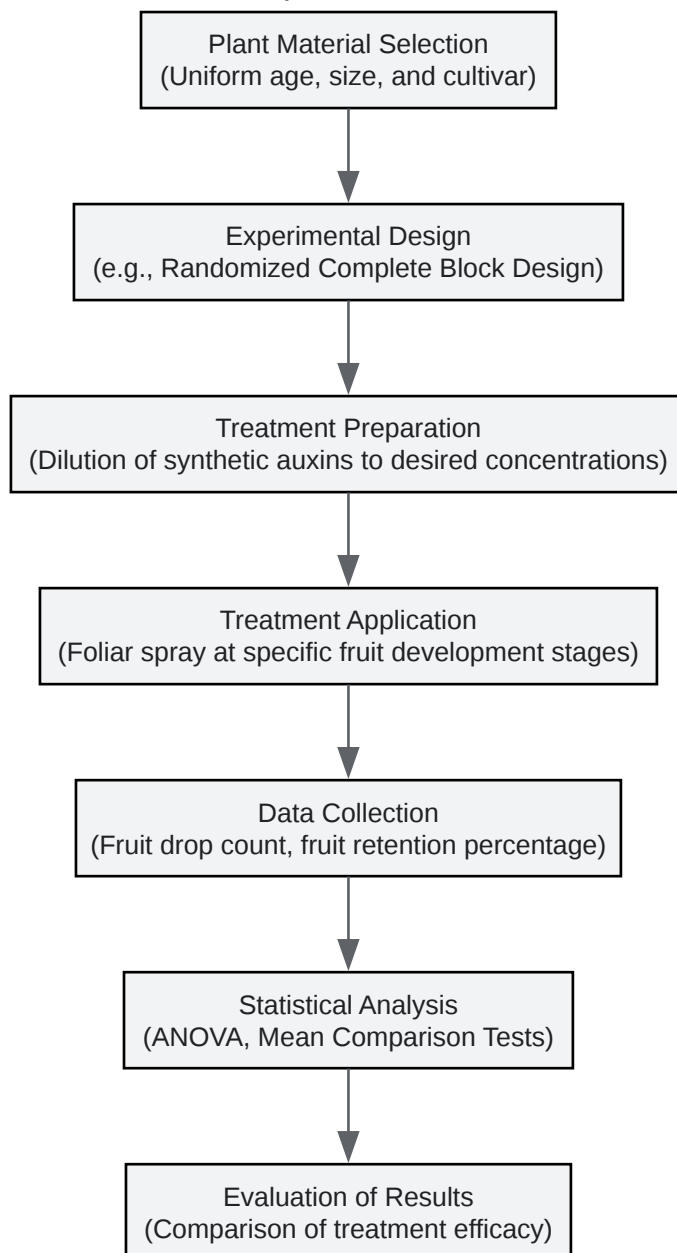 Plant Material Selection
(Uniform age, size, and cultivar)
Experimental Design
(e.g., Randomized Complete Block Design)
Treatment Preparation
(Dilution of synthetic auxins to desired concentrations)
Treatment Application
(Foliar spray at specific fruit development stages)
Data Collection
(Fruit drop count, fruit retention percentage)
Statistical Analysis
(ANOVA, Mean Comparison Tests)
Evaluation of Results
(Comparison of treatment efficacy)